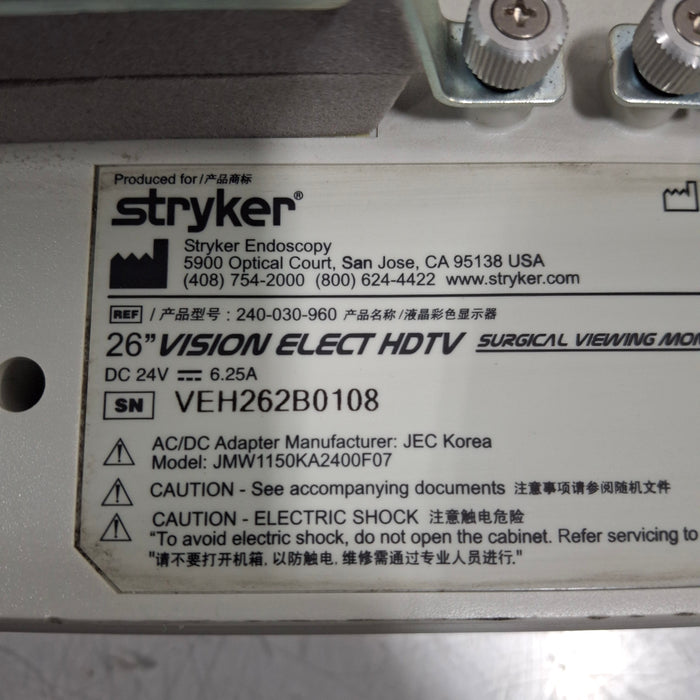 Produced for/产品商标
stryker®
Stryker Endoscopy
5900 Optical Court, San Jose, CA 95138 USA
(408) 754-2000 (800) 624-4422 www.stryker.com
REF / 产品型号 : 240-030-960 产品名称/液晶彩色显示器
26” VISION ELECT HDTV SURGICAL VIEWING MON
DC 24V ⎓ 6.25A
SN VEH262B0108
AC/DC Adapter Manufacturer: JEC Korea
Model: JMW1150KA2400F07
CAUTION - See accompanying documents 注意事项请参阅随机文件
CAUTION - ELECTRIC SHOCK 注意触电危险
"To avoid electric shock, do not open the cabinet. Refer servicing to
"请不要打开机箱, 以防触电, 维修需通过专业人员进行."